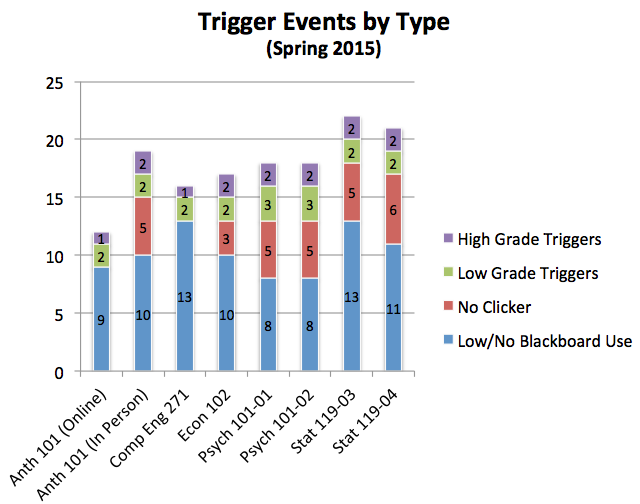 Trigger Events by Type
(Spring 2015)
25
20
15
10
5
0
1
2
9
2
2
5
10
1
2
13
2
2
3
10
2
3
5
8
2
3
5
8
2
2
5
13
2
2
6
11
High Grade Triggers
Low Grade Triggers
No Clicker
Low/No Blackboard Use
Anth 101 (Online)
Anth 101 (In Person)
Comp Eng 271
Econ 102
Psych 101-01
Psych 101-02
Stat 119-03
Stat 119-04